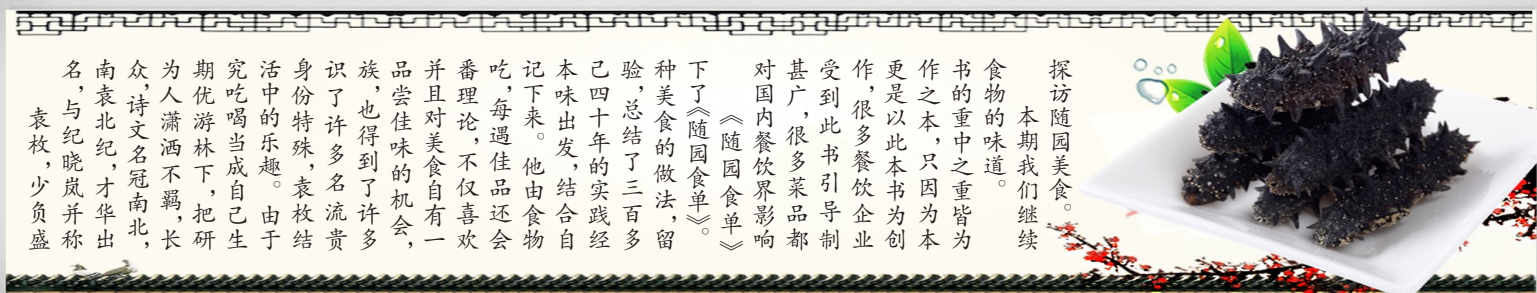 袁枚，少负盛
名，与纪晓岚并称
南袁北纪，才华出
众，诗文名冠南北，
为人潇洒不羁，长
期优游林下，把研
究吃喝当成自己生
活中的乐趣。由于
身份特殊，袁枚结
识了许多名流贵
族，也得到了许多
品尝佳味的机会，
并且对美食自有一
番理论，不仅喜欢
吃，每遇佳品还会
记下来。他由食物
本味出发，结合自
己四十年的实践经
验，总结了三百多
种美食的做法，留
下了《随园食单》。
《随园食单》
对国内餐饮界影响
甚广，很多菜品都
受到此书引导制
作，很多餐饮企业
更是以此本书为创
作之本，只因为本
书的重中之重皆为
食物的味道。
本期我们继续
探访随园美食。